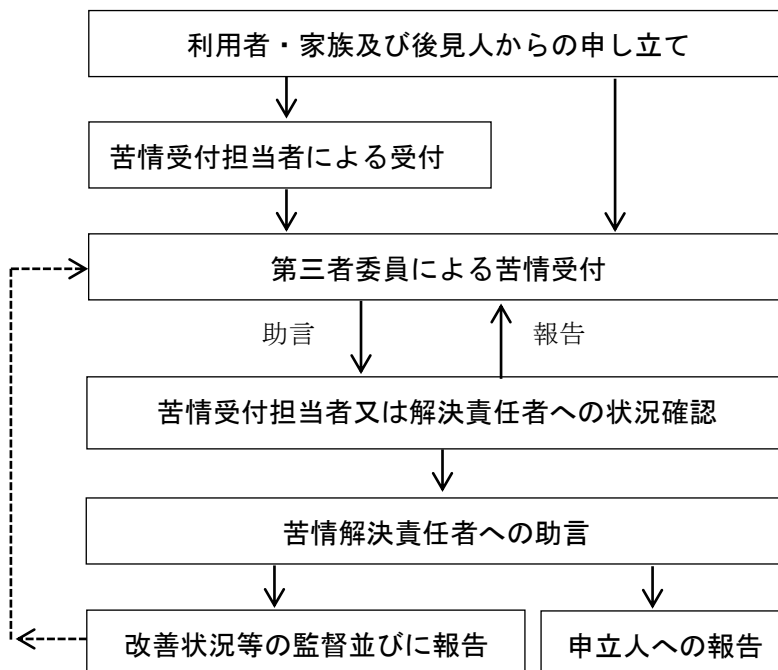 利用者・家族及び後見人からの申し立て
苦情受付担当者による受付
第三者委員による苦情受付
助言
報告
苦情受付担当者又は解決責任者への状況確認
苦情解決責任者への助言
改善状況等の監督並びに報告
申立人への報告